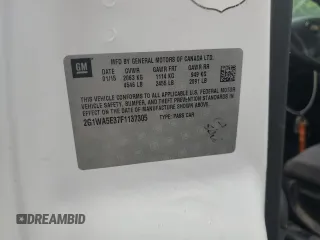 GM
MFD BY GENERAL MOTORS OF CANADA LTD.
DATE GVWR GAWR FRT GAWR RR
01/15 2063 KG 1114 KG 949 KG
4548 LB 2456 LB 2091 LB
THIS VEHICLE CONFORMS TO ALL APPLICABLE
U.S. FEDERAL MOTOR VEHICLE SAFETY,
BUMPER, AND THEFT PREVENTION STANDARDS
IN EFFECT ON THE DATE OF MANUFACTURE
SHOWN ABOVE.
2G1WA5E37F1137305 TYPE: PASS CAR
DREAMBID